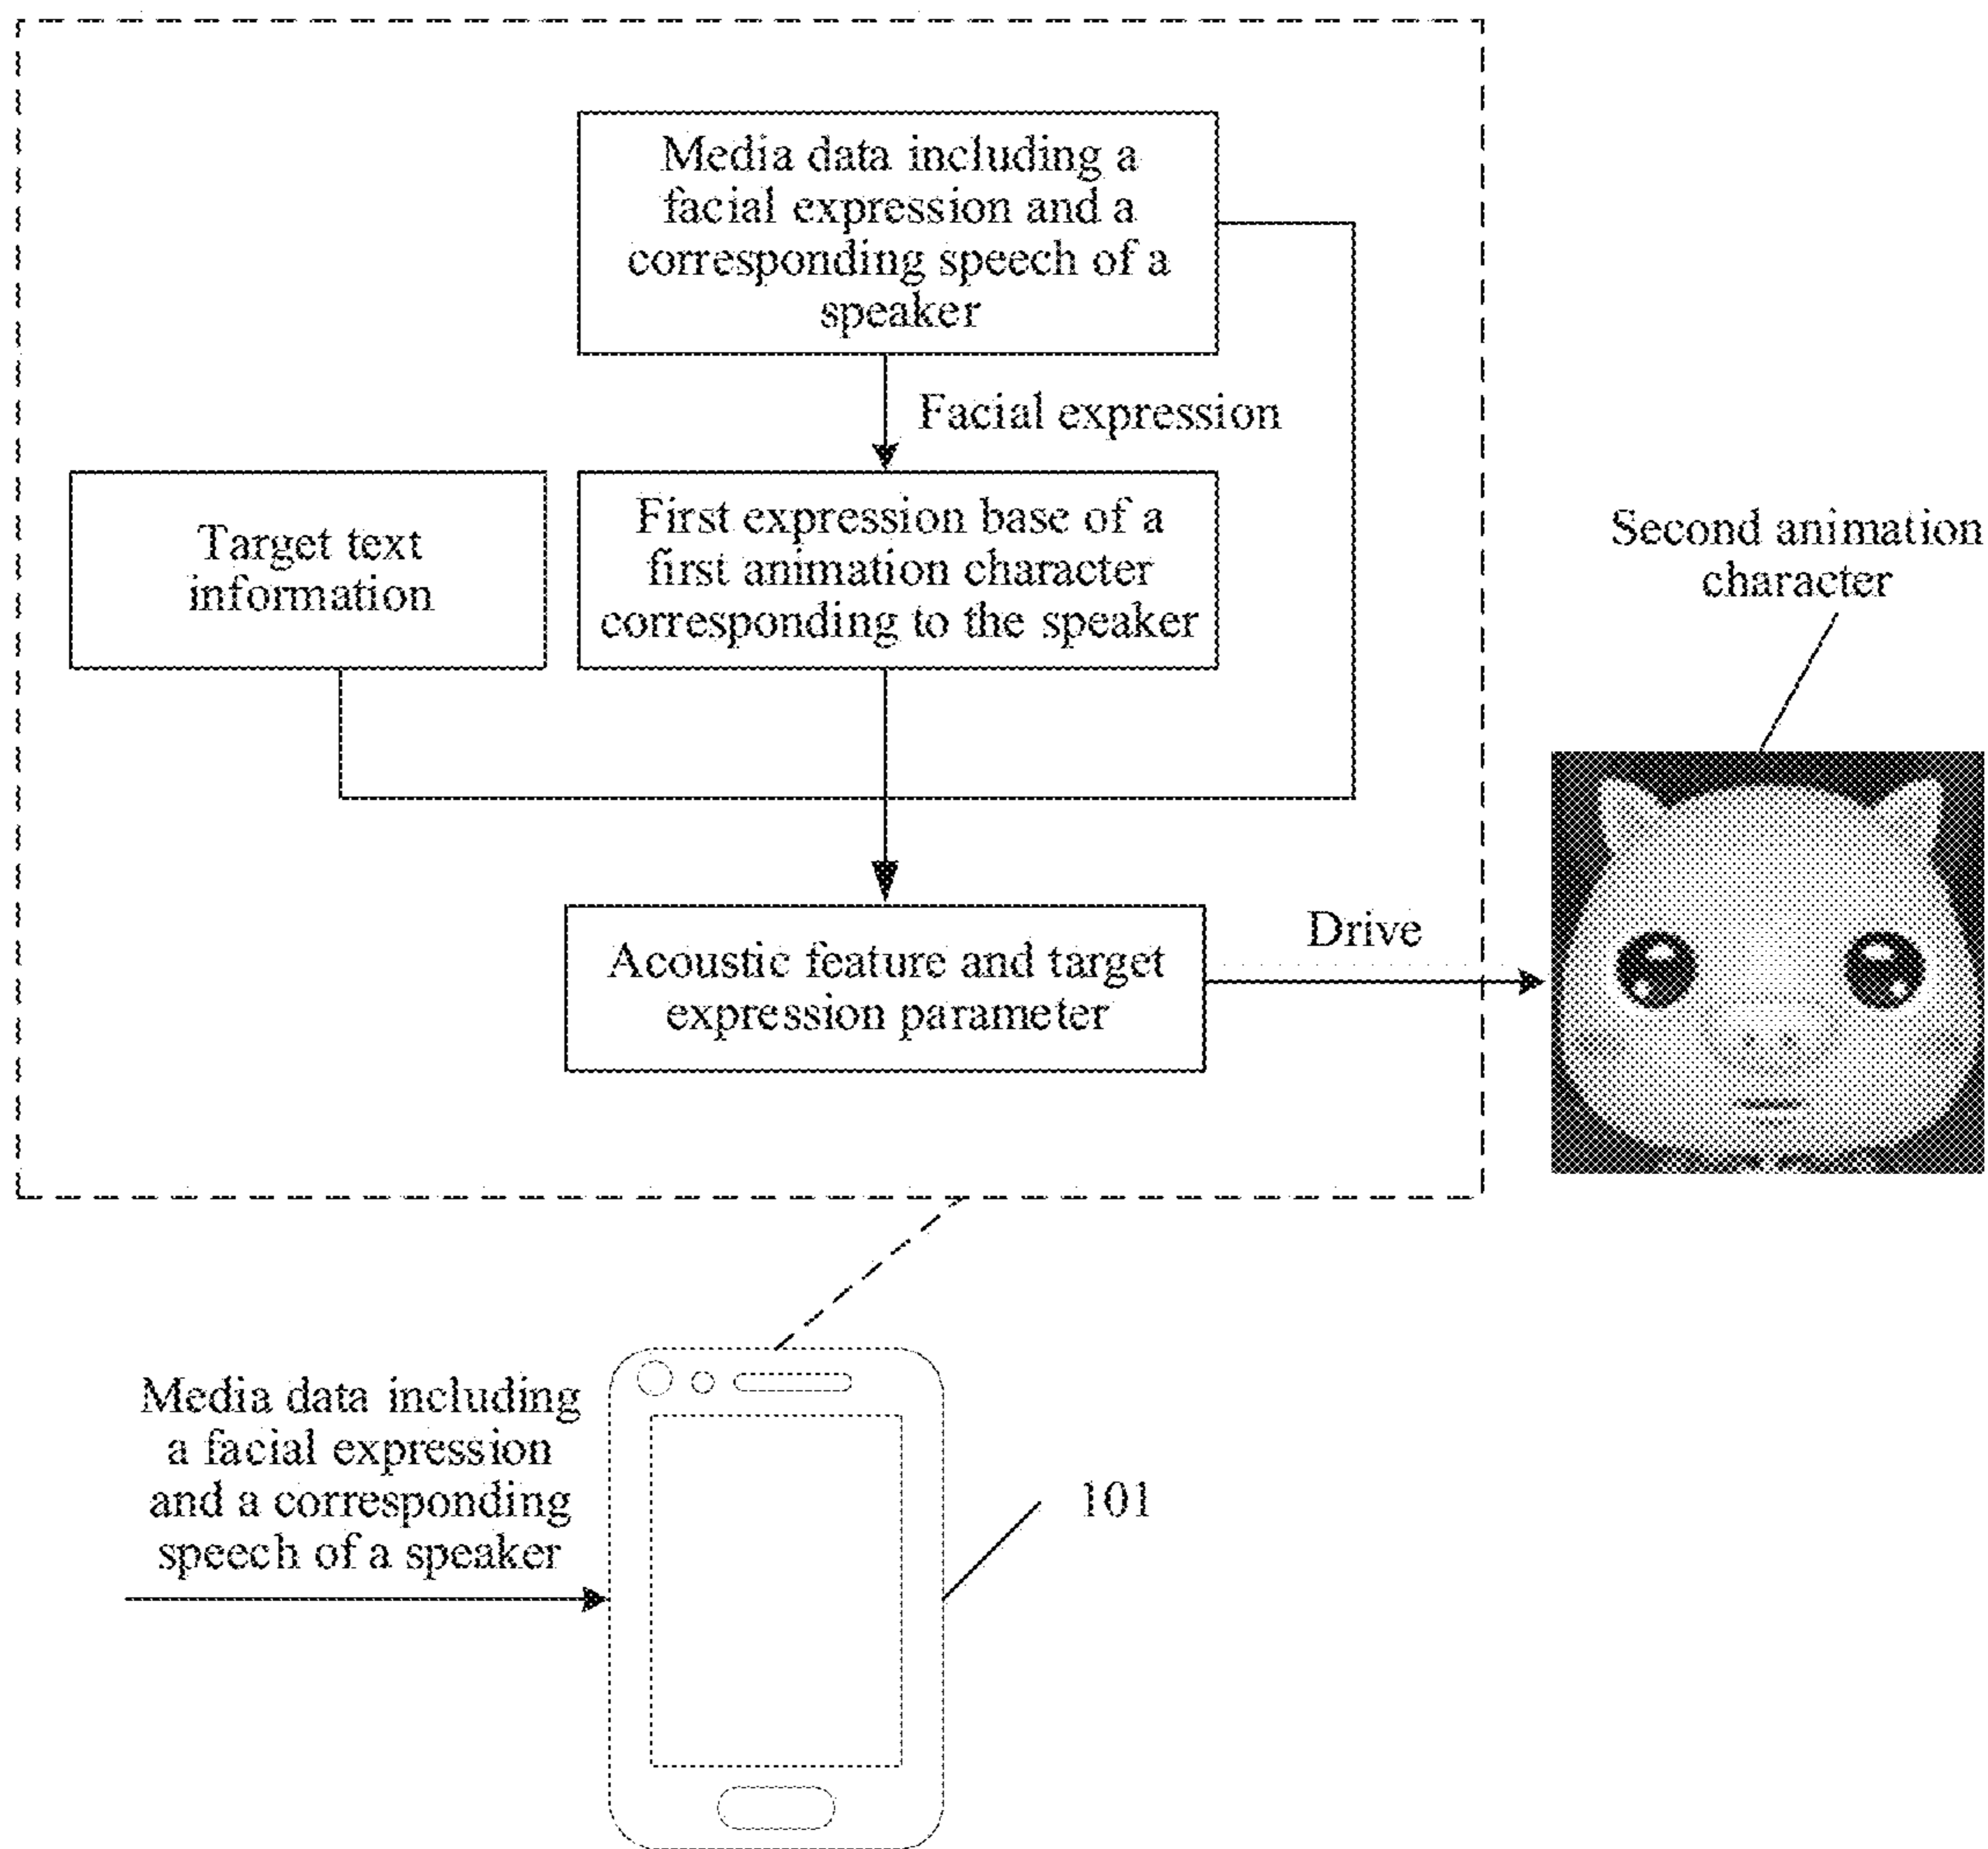 Media data including a
facial expression and a
corresponding speech of a
speaker
Facial expression
Target text
information
First expression base of a
first animation character
corresponding to the speaker
Second animation
character
Acoustic feature and target
expression parameter
Drive
Media data including
a facial expression
and a corresponding
speech of a speaker
101